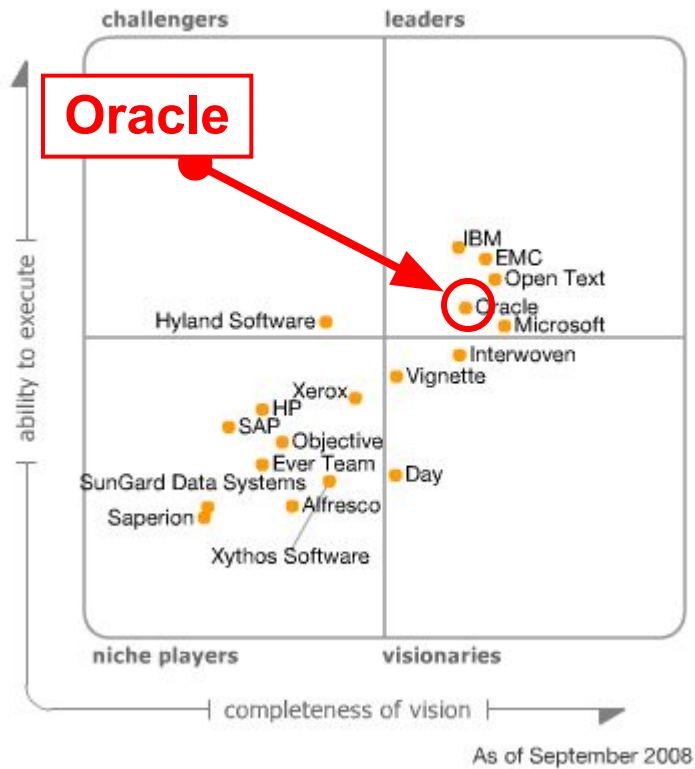 challengers
leaders
Oracle
IBM
EMC
Open Text
Oracle
Hyland Software
Microsoft
ability to execute
Interwoven
Vignette
Xerox
HP
SAP
Objective
Ever Team
Day
SunGard Data Systems
Alfresco
Saperion
Xythos Software
niche players
visionaries
completeness of vision
As of September 2008